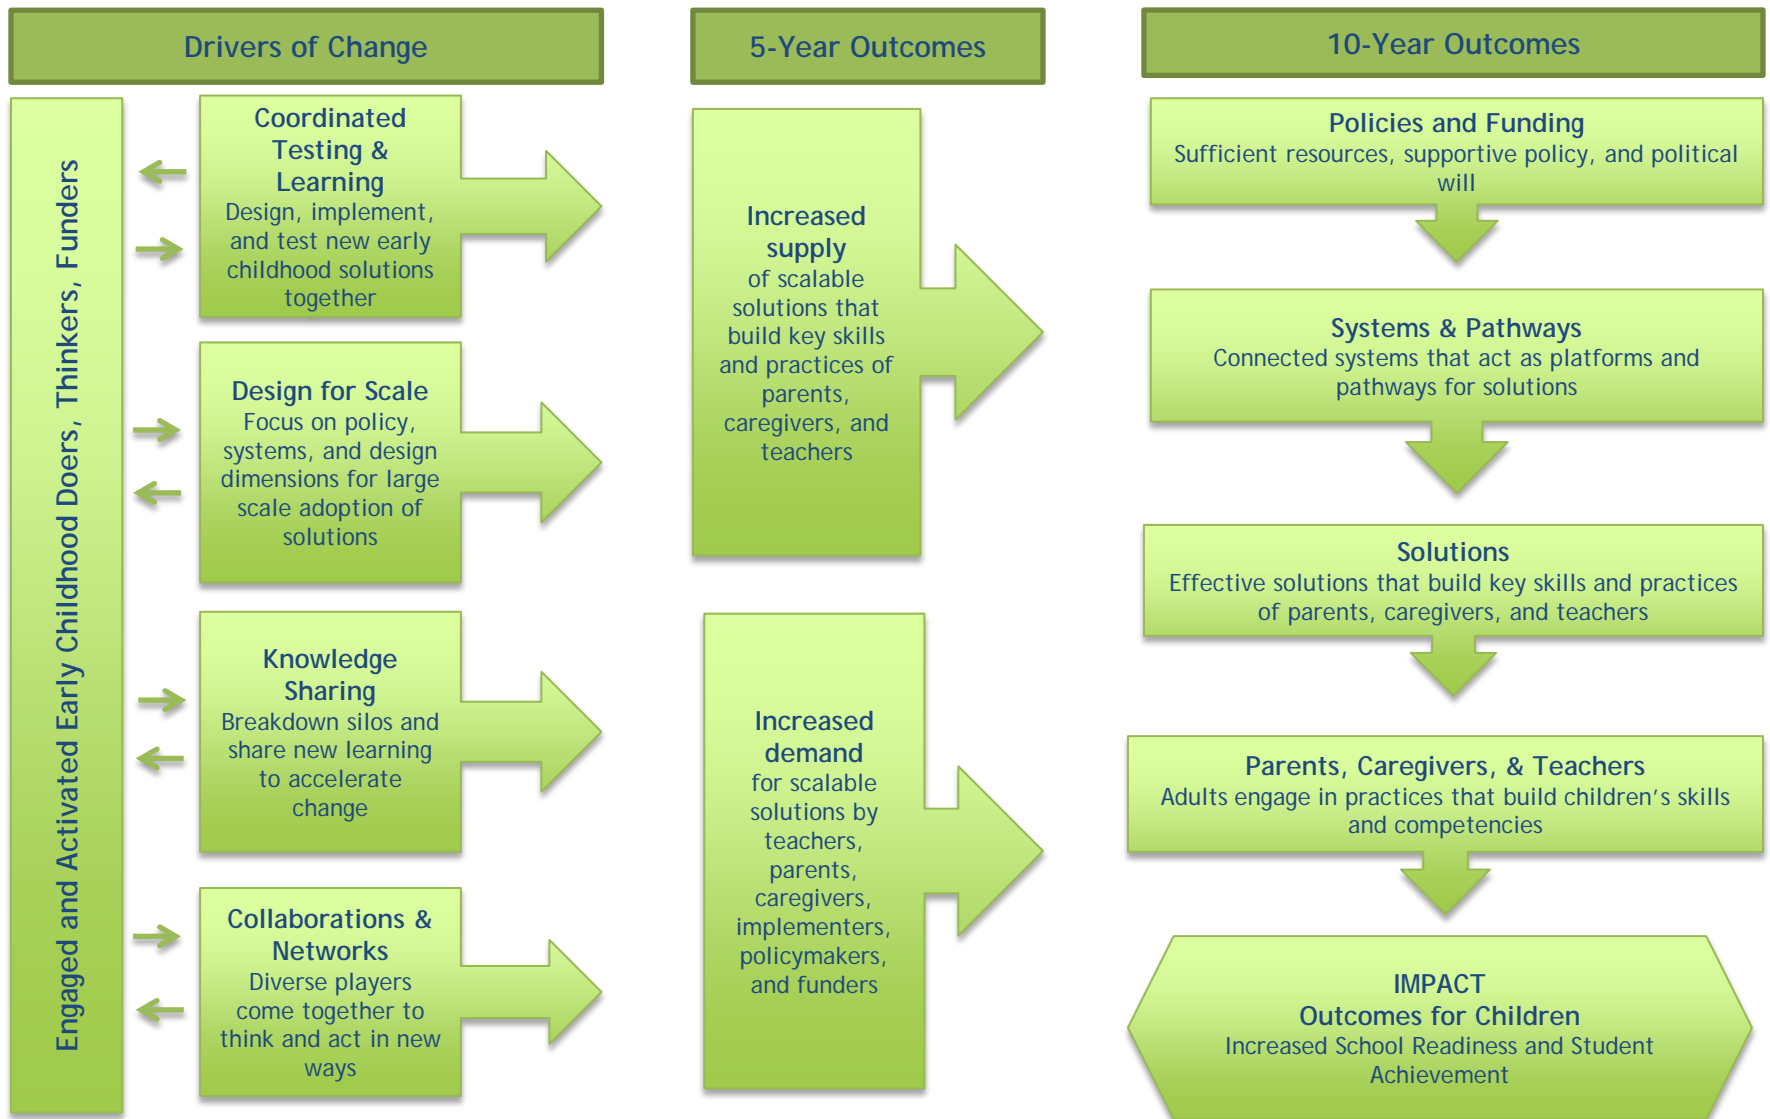 Drivers of Change
Engaged and Activated Early Childhood Doers, Thinkers, Funders
Coordinated
Testing &
Learning
Design, implement,
and test new early
childhood solutions
together
Design for Scale
Focus on policy,
systems, and design
dimensions for large
scale adoption of
solutions
Knowledge
Sharing
Breakdown silos and
share new learning
to accelerate
change
Collaborations &
Networks
Diverse players
come together to
think and act in new
ways
5-Year Outcomes
Increased
supply
of scalable
solutions that
build key skills
and practices of
parents,
caregivers, and
teachers
Increased
demand
for scalable
solutions by
teachers,
parents,
caregivers,
implementers,
policymakers,
and funders
10-Year Outcomes
Policies and Funding
Sufficient resources, supportive policy, and political
will
Systems & Pathways
Connected systems that act as platforms and
pathways for solutions
Solutions
Effective solutions that build key skills and practices
of parents, caregivers, and teachers
Parents, Caregivers, & Teachers
Adults engage in practices that build children’s skills
and competencies
IMPACT
Outcomes for Children
Increased School Readiness and Student
Achievement